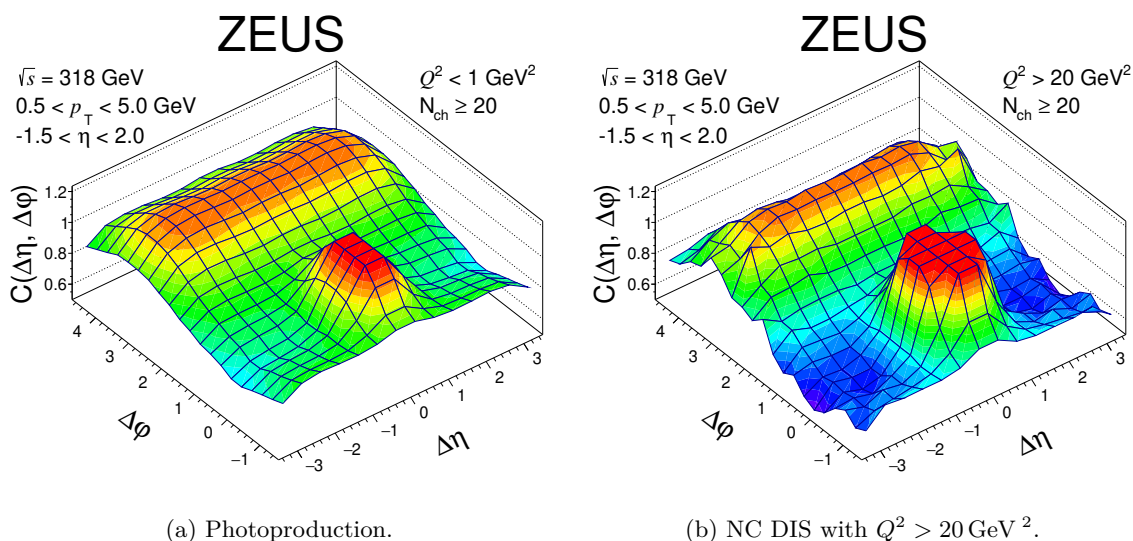 ZEUS
√s = 318 GeV
0.5 < p_T < 5.0 GeV
-1.5 < η < 2.0
Q² < 1 GeV²
N_ch ≥ 20
C(Δη, Δφ)
1.2
1
0.8
0.6
4
3
2
1
0
−1
Δφ
−3
−2
−1
0
1
2
3
Δη
(a) Photoproduction.
ZEUS
√s = 318 GeV
0.5 < p_T < 5.0 GeV
-1.5 < η < 2.0
Q² > 20 GeV²
N_ch ≥ 20
C(Δη, Δφ)
1.2
1
0.8
0.6
4
3
2
1
0
−1
Δφ
−3
−2
−1
0
1
2
3
Δη
(b) NC DIS with Q² > 20 GeV ².